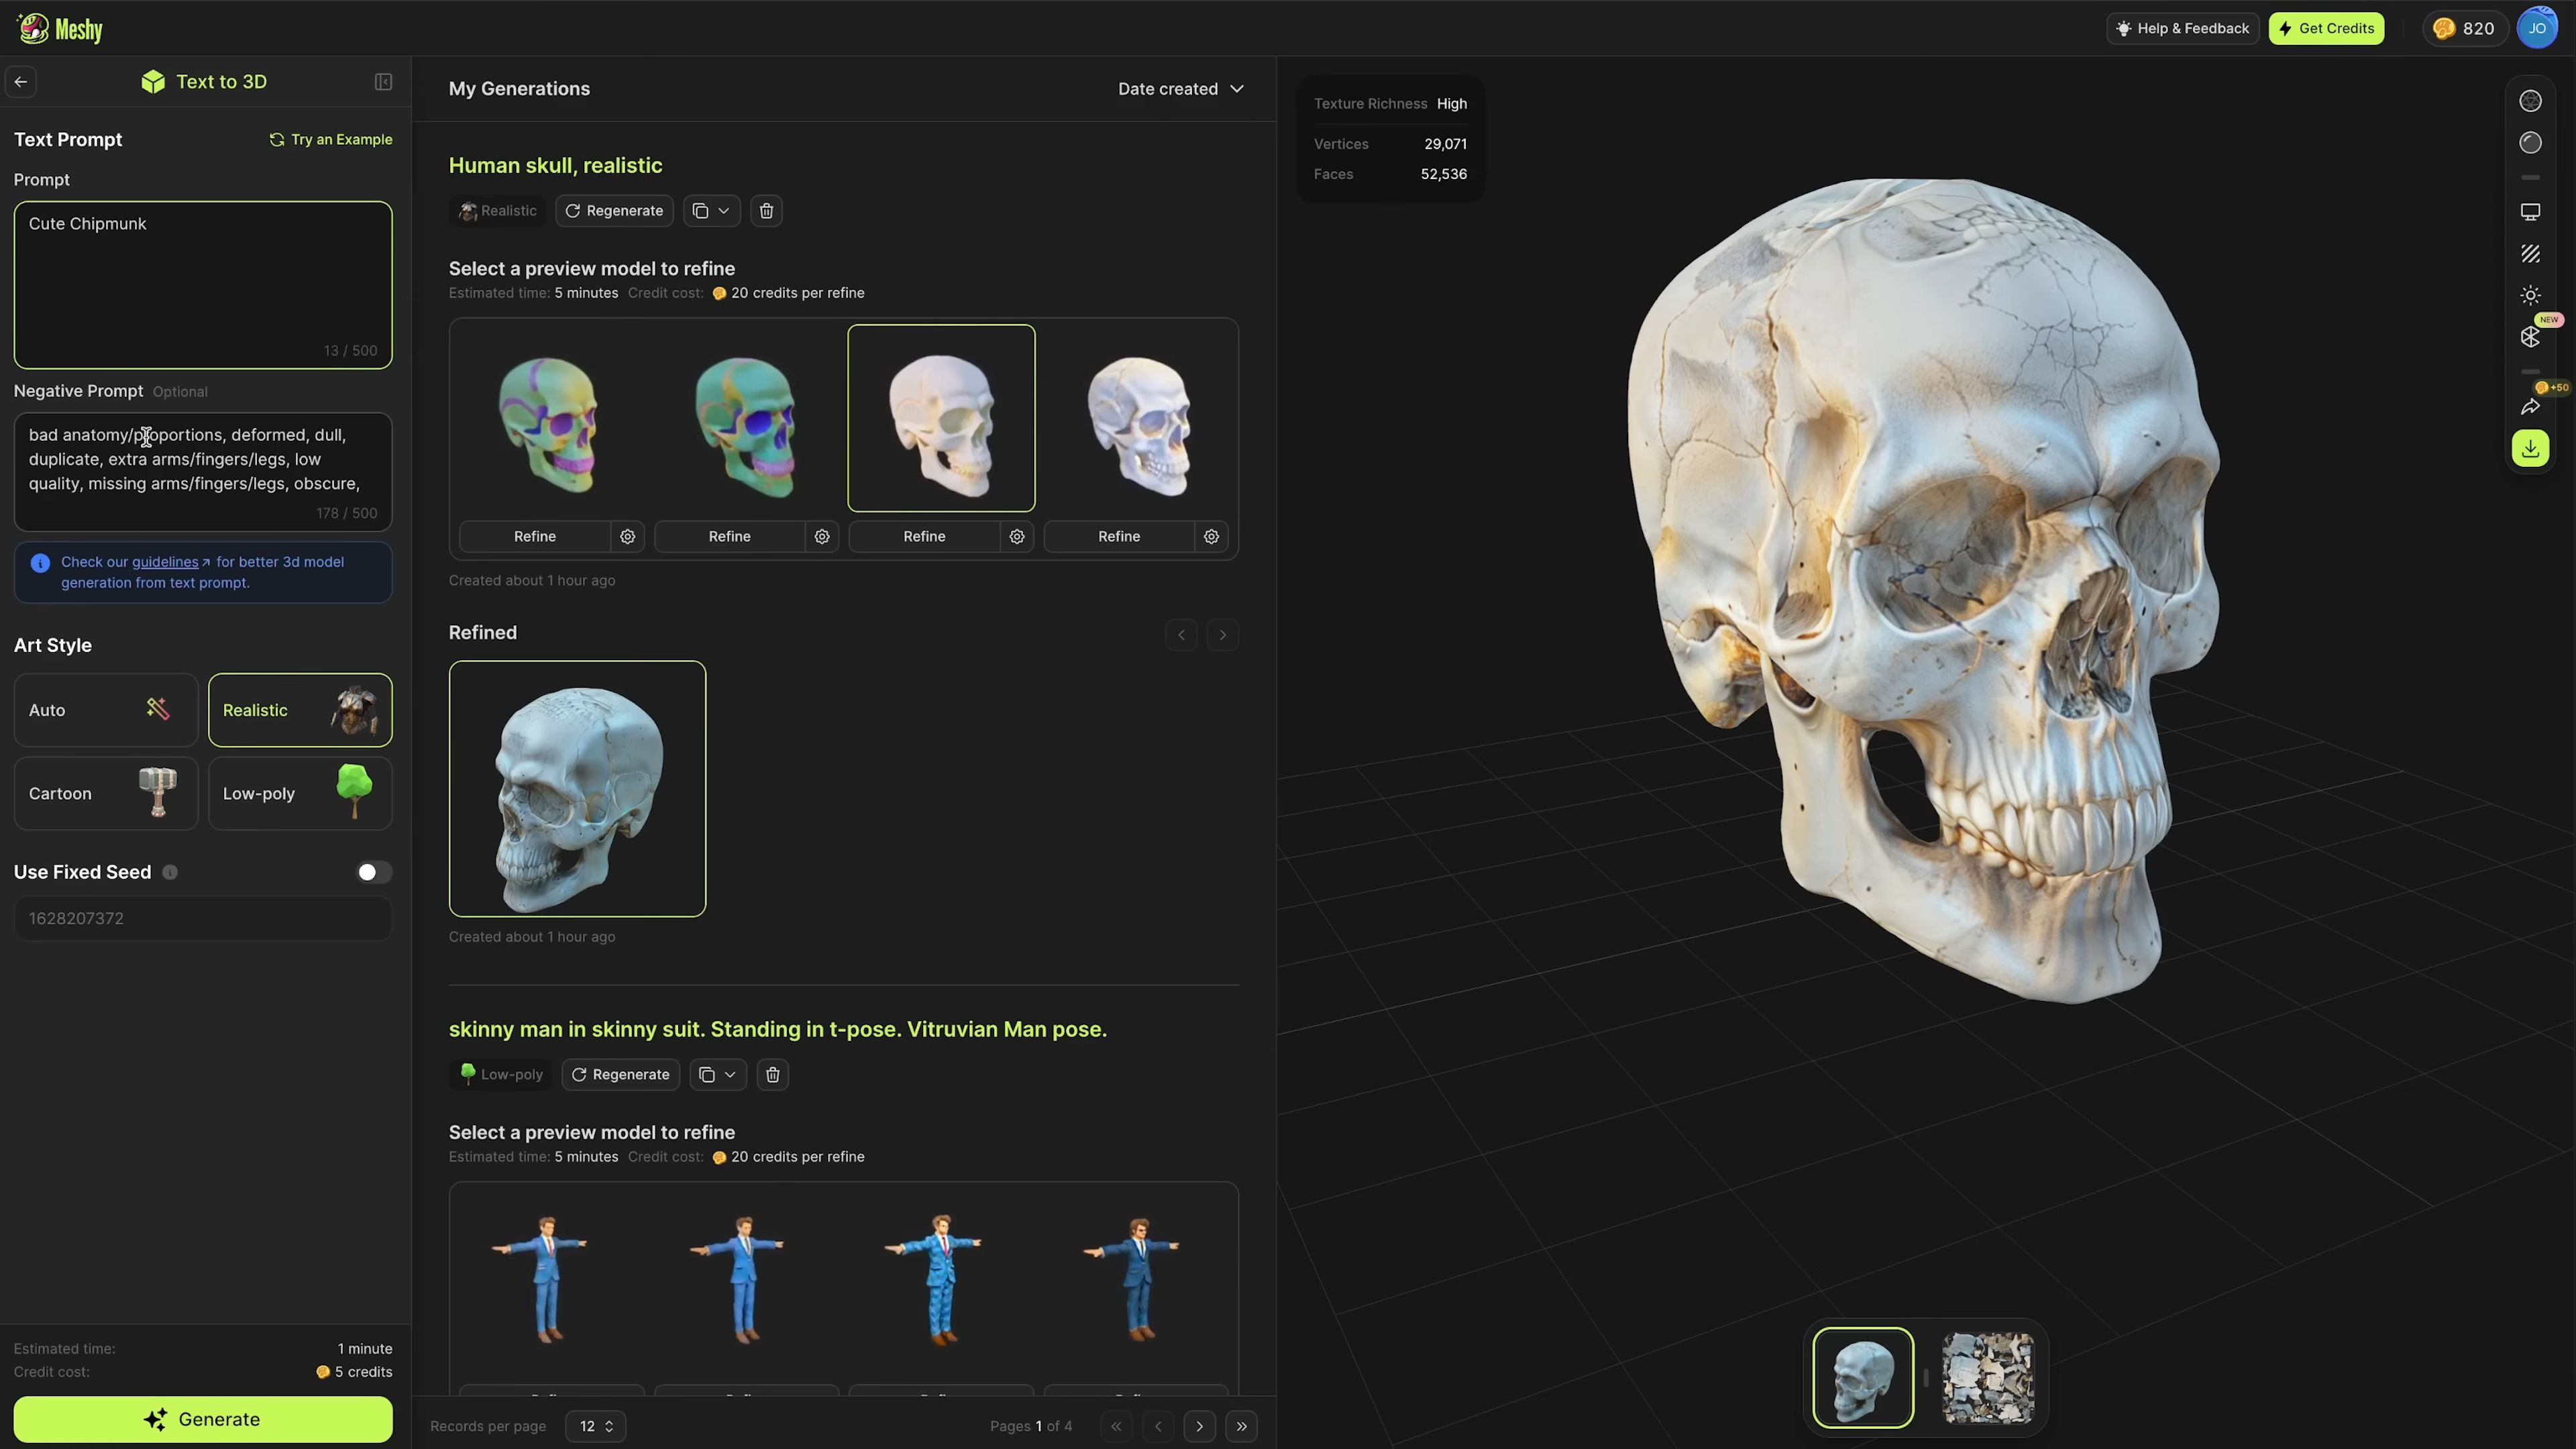 Meshy
Help & Feedback
Get Credits
820
JO
Text to 3D
Text Prompt
Try an Example
Prompt
Cute Chipmunk
13 / 500
Negative Prompt Optional
bad anatomy/proportions, deformed, dull,
duplicate, extra arms/fingers/legs, low
quality, missing arms/fingers/legs, obscure,
178 / 500
Check our guidelines for better 3d model
generation from text prompt.
Art Style
Auto
Realistic
Cartoon
Low-poly
Use Fixed Seed
1628207372
Estimated time: 1 minute
Credit cost: 5 credits
Generate
My Generations
Date created
Human skull, realistic
Realistic
Regenerate
Select a preview model to refine
Estimated time: 5 minutes Credit cost: 20 credits per refine
Refine
Refine
Refine
Refine
Created about 1 hour ago
Refined
Created about 1 hour ago
skinny man in skinny suit. Standing in t-pose. Vitruvian Man pose.
Low-poly
Regenerate
Select a preview model to refine
Estimated time: 5 minutes Credit cost: 20 credits per refine
Records per page 12
Pages 1 of 4
Texture Richness High
Vertices 29,071
Faces 52,536
NEW
+50